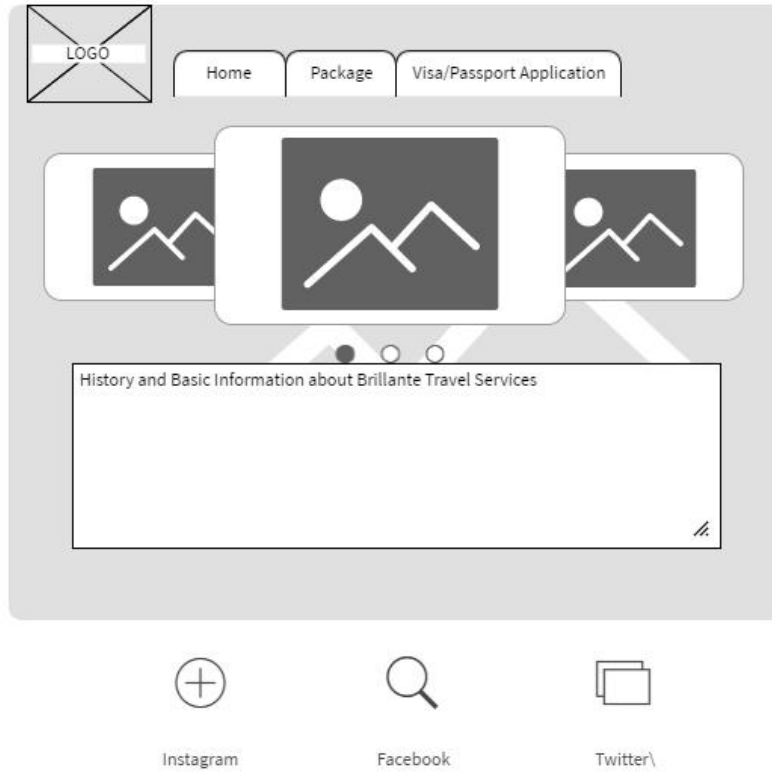 LOGO
Home Package Visa/Passport Application
History and Basic Information about Brillante Travel Services
Instagram Facebook Twitter\